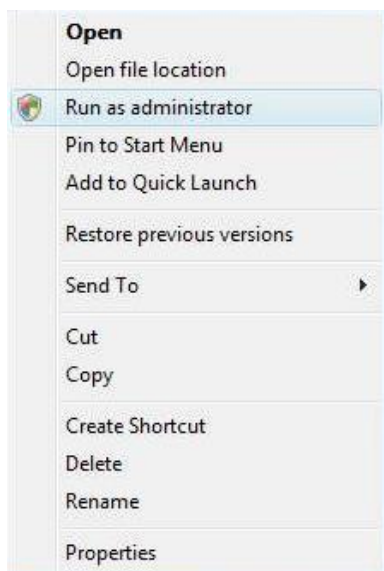 Open
Open file location
Run as administrator
Pin to Start Menu
Add to Quick Launch
Restore previous versions
Send To
Cut
Copy
Create Shortcut
Delete
Rename
Properties